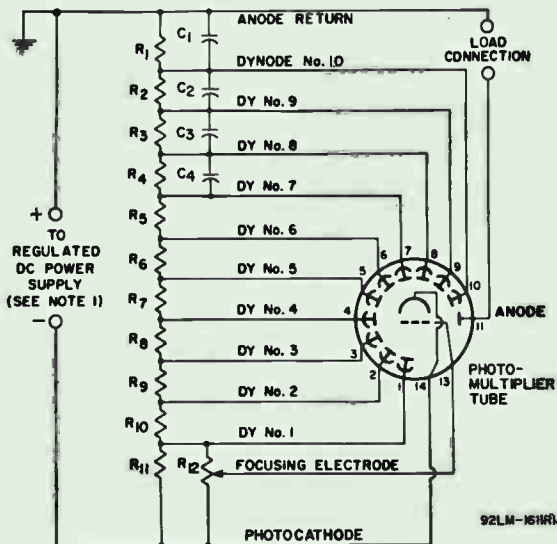 ANODE RETURN
R1
C1
LOAD
CONNECTION
DYNODE No. 10
R2
C2
DY No. 9
R3
C3
DY No. 8
R4
C4
DY No. 7
R5
+
TO
REGULATED
DC POWER
SUPPLY
(SEE NOTE 1)
-
DY No. 6
R6
DY No. 5
R7
DY No. 4
R8
DY No. 3
R9
DY No. 2
R10
DY No. 1
R11
R12
FOCUSING ELECTRODE
PHOTOCATHODE
5
6
7
8
9
10
4
11
ANODE
3
2
1
14
13
PHOTO-
MULTIPLIER
TUBE
92LM-1611R1